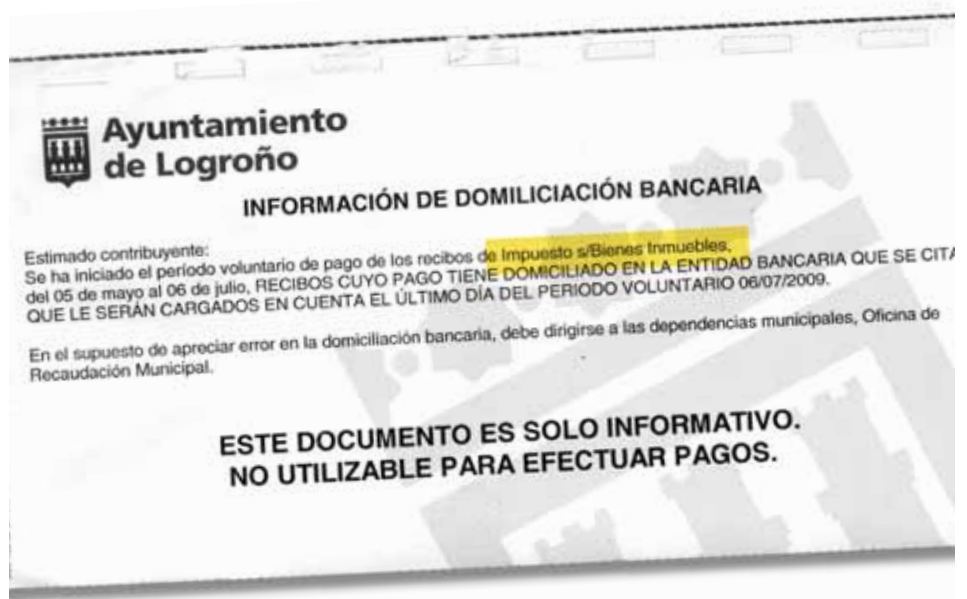 Ayuntamiento
de Logroño
INFORMACIÓN DE DOMILICIACIÓN BANCARIA
Estimado contribuyente:
Se ha iniciado el período voluntario de pago de los recibos de Impuesto s/Bienes Inmuebles,
del 05 de mayo al 06 de julio, RECIBOS CUYO PAGO TIENE DOMICILIADO EN LA ENTIDAD BANCARIA QUE SE CITA
QUE LE SERÁN CARGADOS EN CUENTA EL ÚLTIMO DÍA DEL PERIODO VOLUNTARIO 06/07/2009.
En el supuesto de apreciar error en la domiciliación bancaria, debe dirigirse a las dependencias municipales, Oficina de
Recaudación Municipal.
ESTE DOCUMENTO ES SOLO INFORMATIVO.
NO UTILIZABLE PARA EFECTUAR PAGOS.